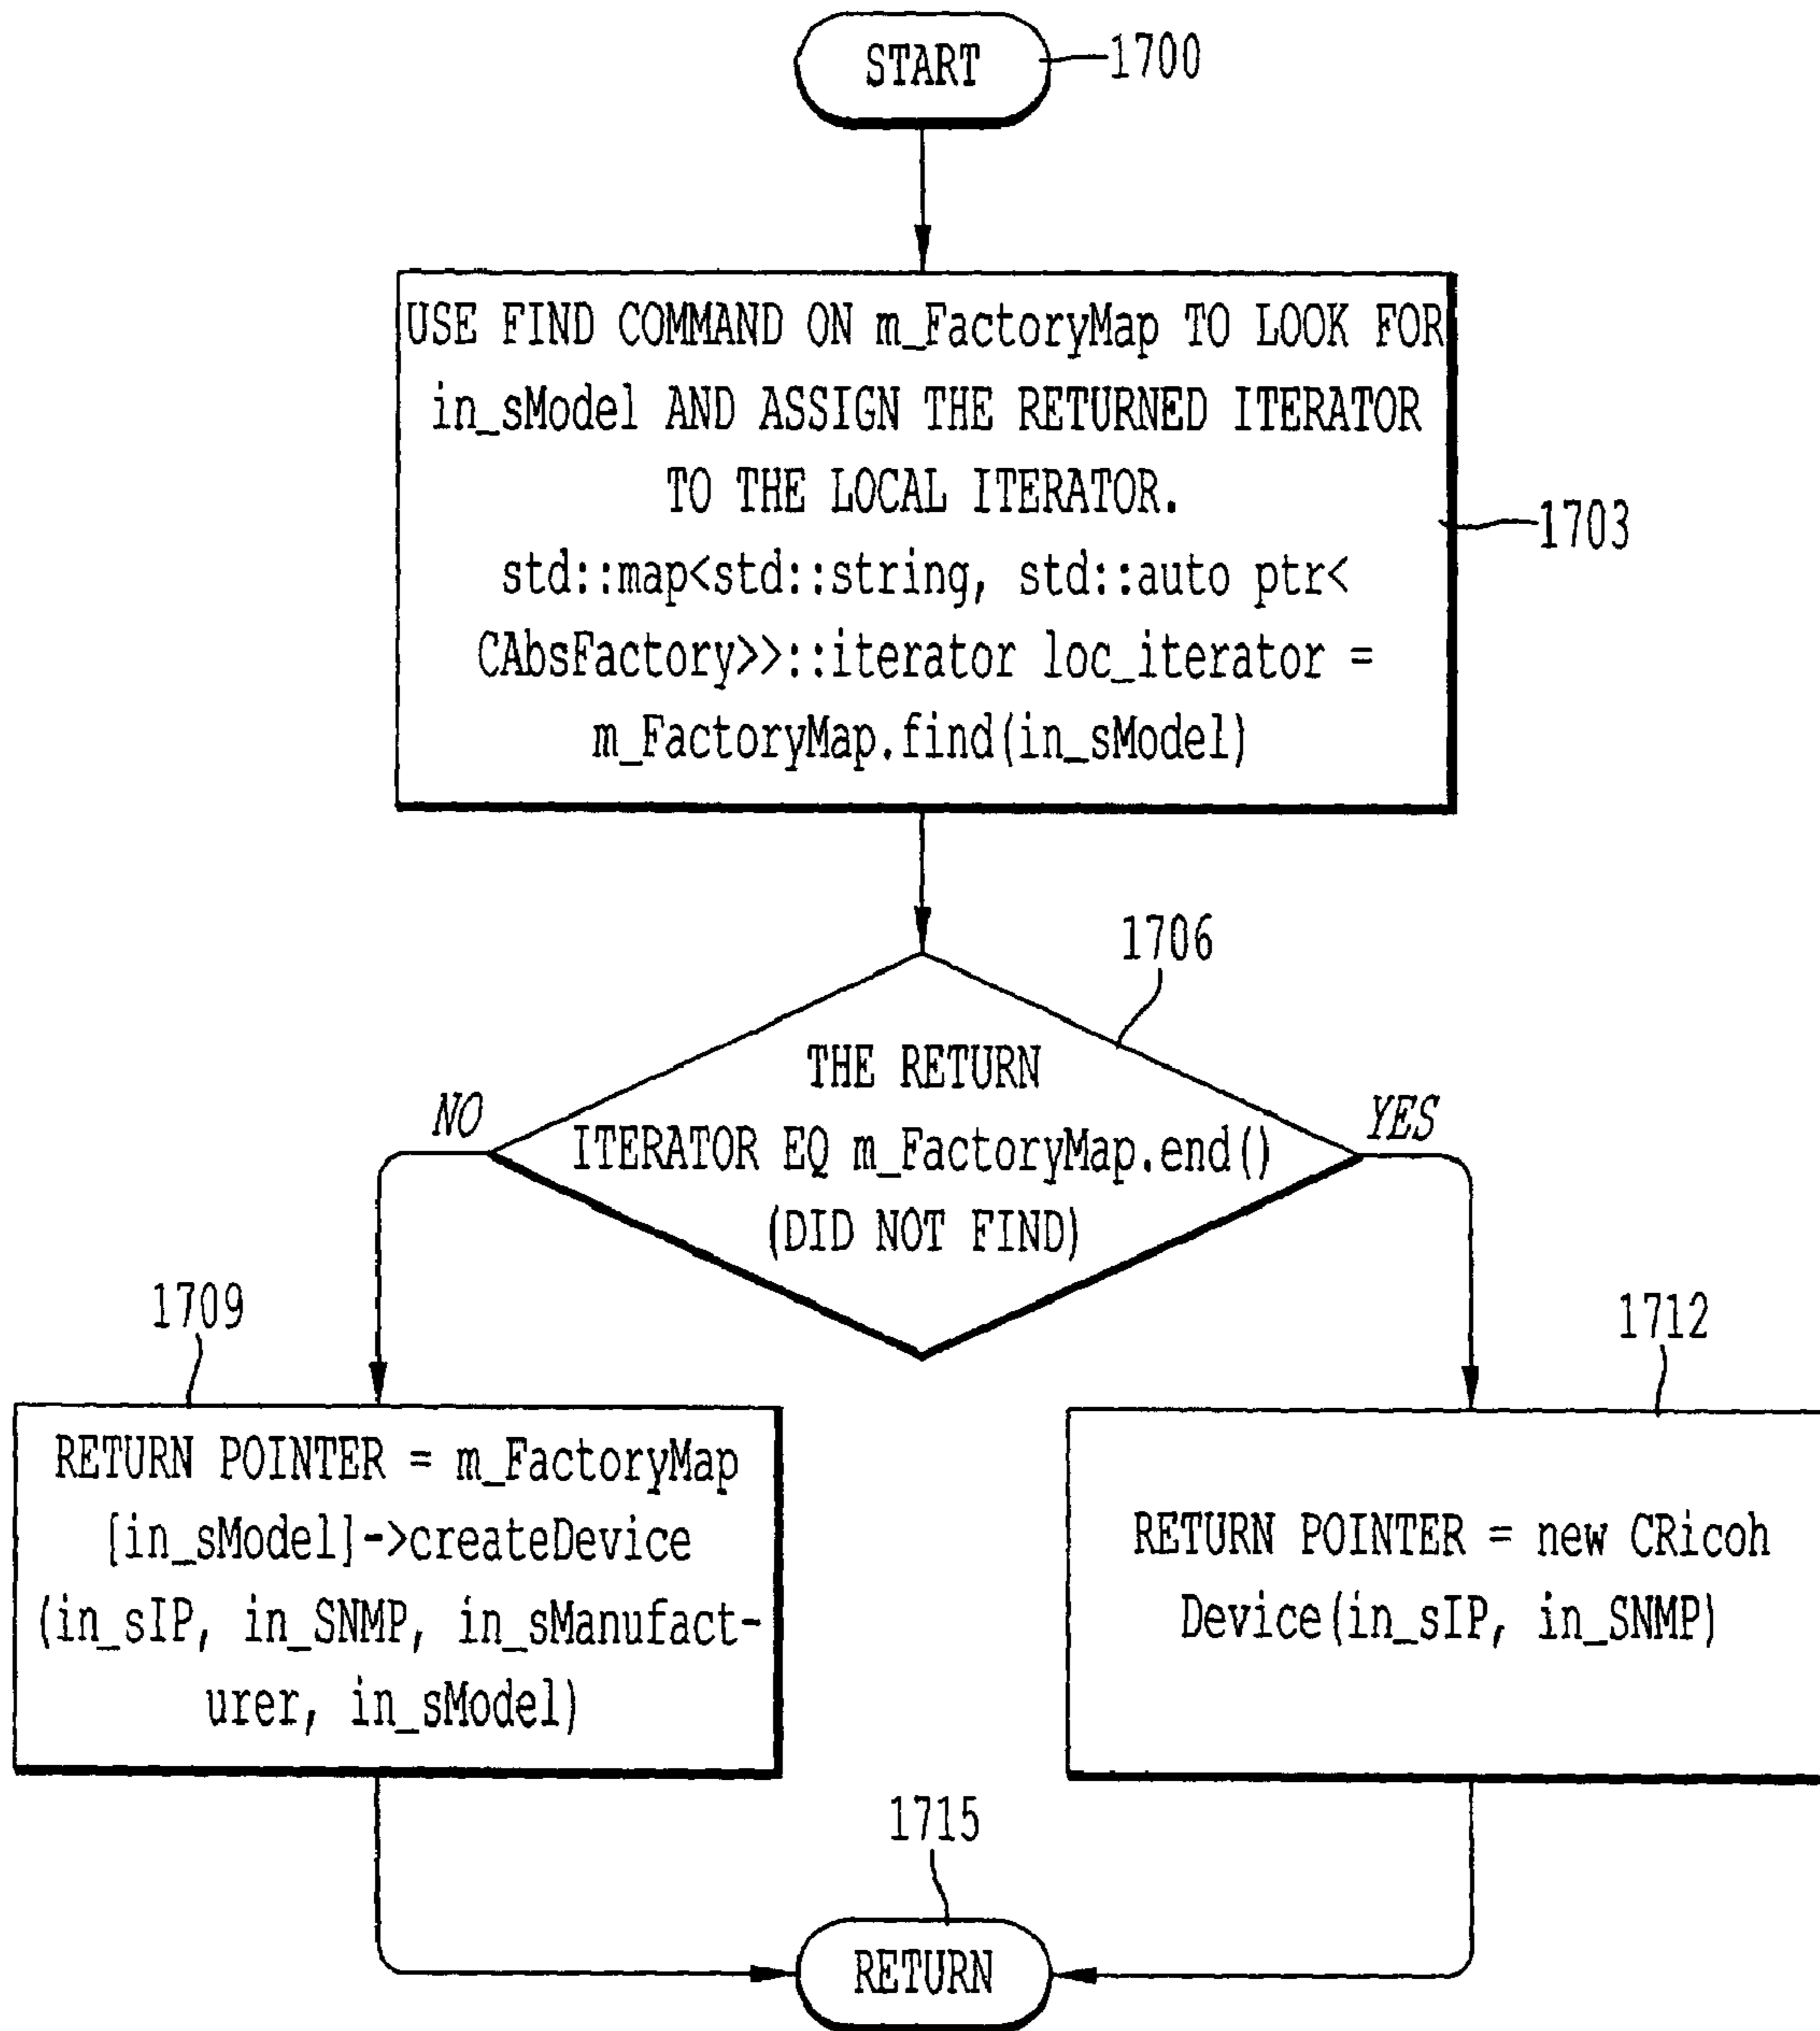 START
1700
USE FIND COMMAND ON m_FactoryMap TO LOOK FOR
in_sModel AND ASSIGN THE RETURNED ITERATOR
TO THE LOCAL ITERATOR.
std::map<std::string, std::auto ptr<
CAbsFactory>>::iterator loc_iterator =
m_FactoryMap.find(in_sModel)
1703
1706
THE RETURN
ITERATOR EQ m_FactoryMap.end()
(DID NOT FIND)
NO
YES
1709
RETURN POINTER = m_FactoryMap
[in_sModel]->createDevice
(in_sIP, in_SNMP, in_sManufact-
urer, in_sModel)
1712
RETURN POINTER = new CRicoh
Device(in_sIP, in_SNMP)
1715
RETURN